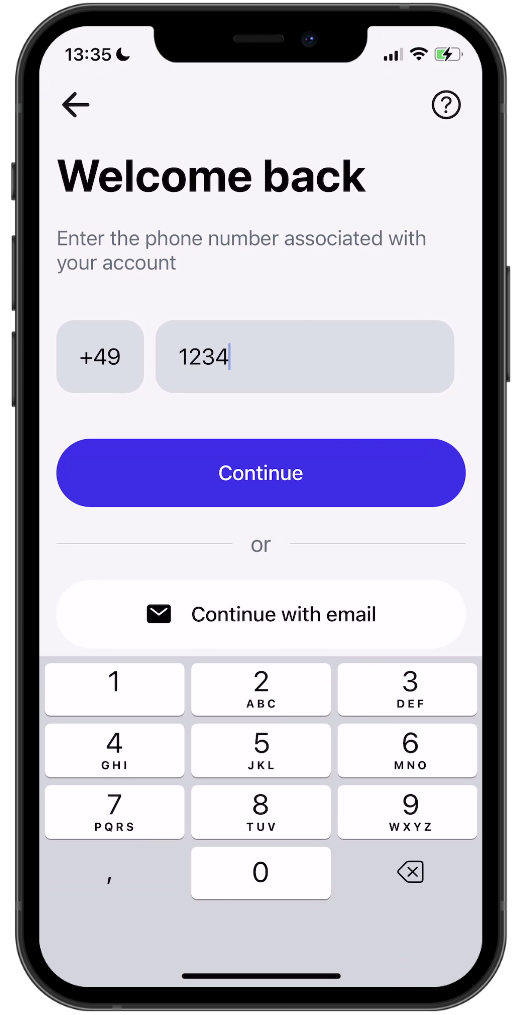 13:35
Welcome back
Enter the phone number associated with
your account
+49 1234
Continue
or
Continue with email
1 2 3
ABC DEF
4 5 6
GHI JKL MNO
7 8 9
PQRS TUV WXYZ
, 0